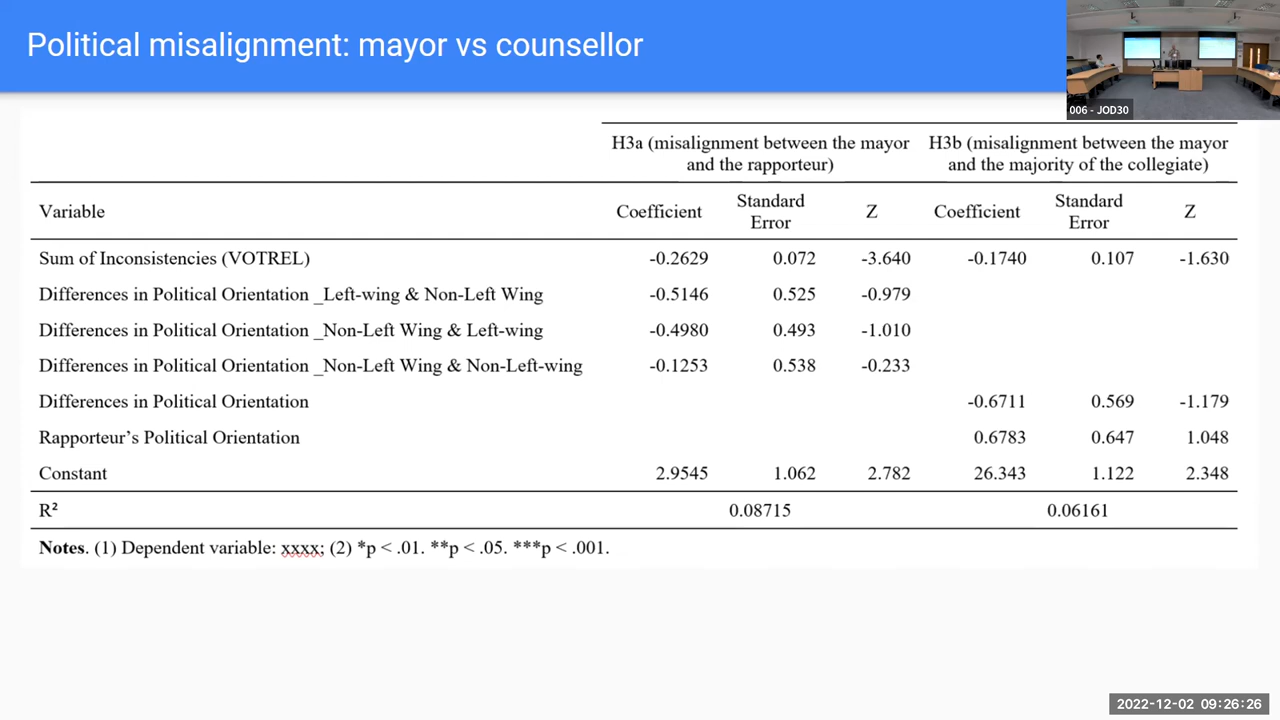 Political misalignment: mayor vs counsellor
006 - JOD30
H3a (misalignment between the mayor and the rapporteur) H3b (misalignment between the mayor and the majority of the collegiate)
Variable Coefficient Standard Error Z Coefficient Standard Error Z
Sum of Inconsistencies (VOTREL) -0.2629 0.072 -3.640 -0.1740 0.107 -1.630
Differences in Political Orientation _Left-wing & Non-Left Wing -0.5146 0.525 -0.979
Differences in Political Orientation _Non-Left Wing & Left-wing -0.4980 0.493 -1.010
Differences in Political Orientation _Non-Left Wing & Non-Left-wing -0.1253 0.538 -0.233
Differences in Political Orientation -0.6711 0.569 -1.179
Rapporteur’s Political Orientation 0.6783 0.647 1.048
Constant 2.9545 1.062 2.782 26.343 1.122 2.348
R² 0.08715 0.06161
Notes. (1) Dependent variable: xxxx; (2) *p < .01. **p < .05. ***p < .001.
2022-12-02 09:26:26